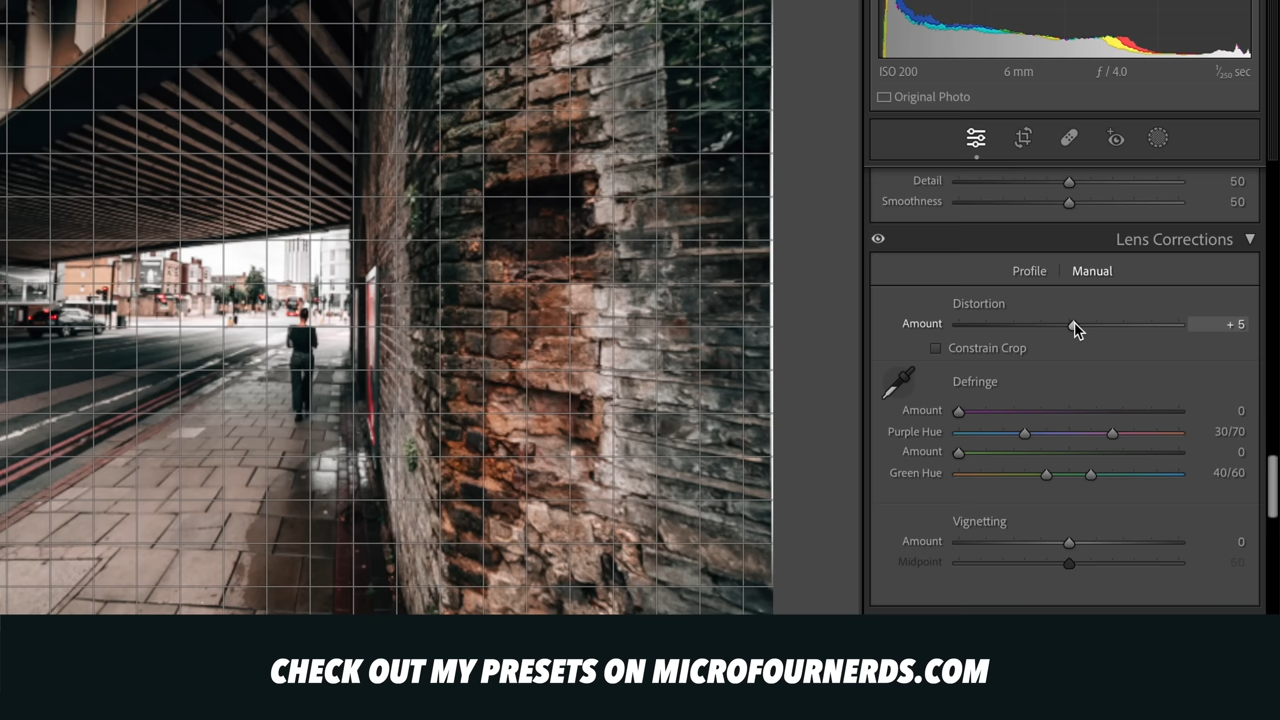 ISO 200 6 mm ƒ / 4.0 1/250 sec
Original Photo
Detail 50
Smoothness 50
Lens Corrections ▼
Profile | Manual
Distortion
Amount + 5
Constrain Crop
Defringe
Amount 0
Purple Hue 30/70
Amount 0
Green Hue 40/60
Vignetting
Amount 0
Midpoint
CHECK OUT MY PRESETS ON MICROFOURNERDS.COM